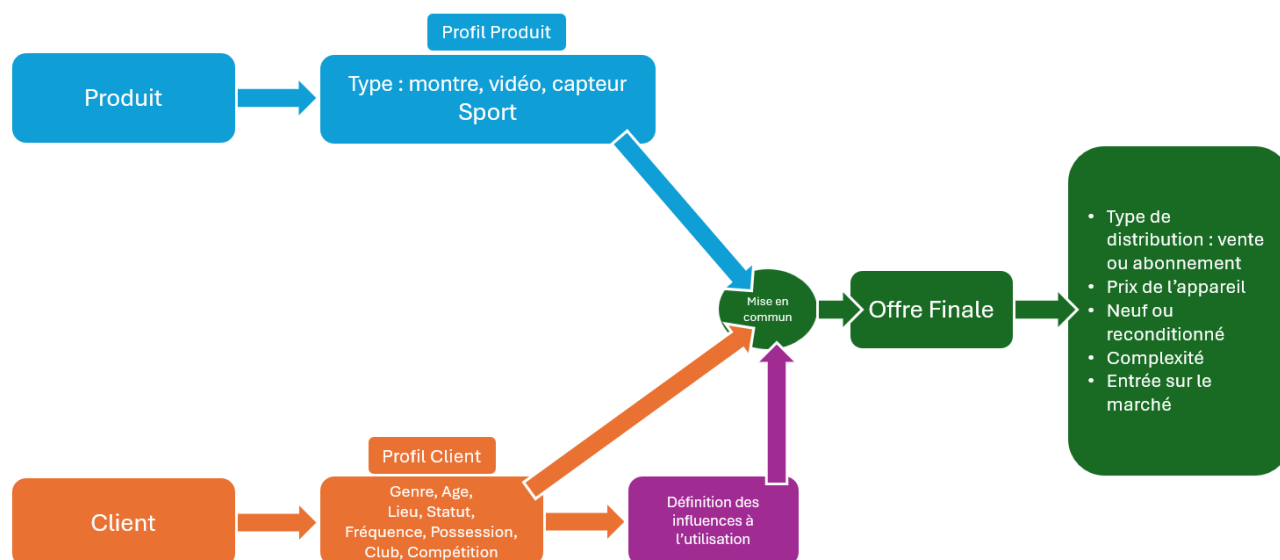 Profil Produit
Produit
Type : montre, vidéo, capteur
Sport
Mise en
commun
Offre Finale
• Type de
distribution : vente
ou abonnement
• Prix de l’appareil
• Neuf ou
reconditionné
• Complexité
• Entrée sur le
marché
Profil Client
Client
Genre, Age,
Lieu, Statut,
Fréquence, Possession,
Club, Compétition
Définition des
influences à
l’utilisation